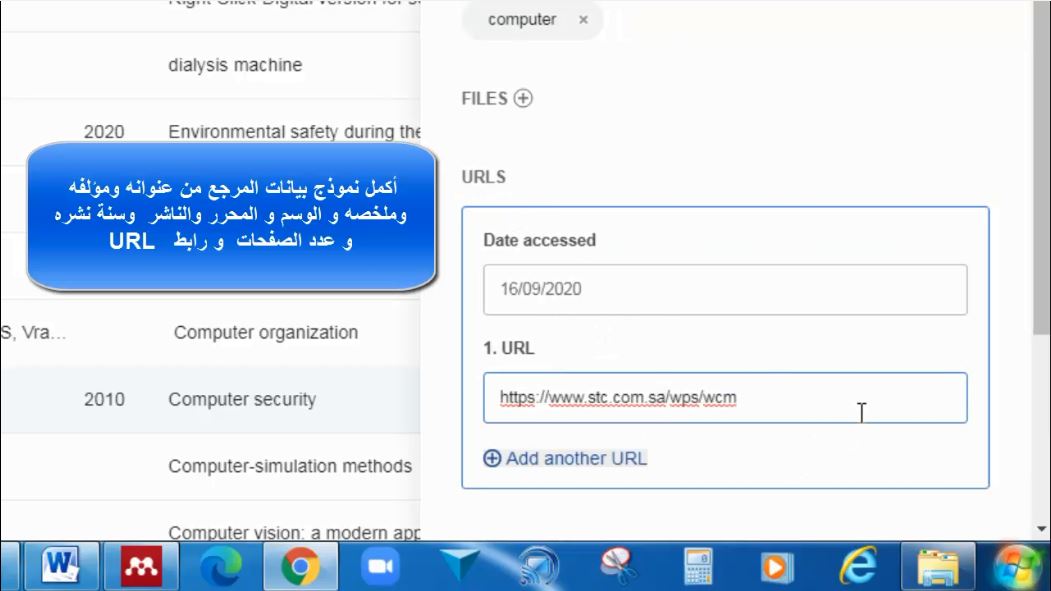 Right Click Digital version for
dialysis machine
2020 Environmental safety during the
S, Vra... Computer organization
2010 Computer security
Computer-simulation methods
Computer vision: a modern app
أكمل نموذج بيانات المرجع من عنوانه ومؤلفه
وملخصه و الوسم و المحرر والناشر وسنة نشره
و عدد الصفحات و رابط URL
computer ×
FILES
URLS
Date accessed
16/09/2020
1. URL
https://www.stc.com.sa/wps/wcm
Add another URL